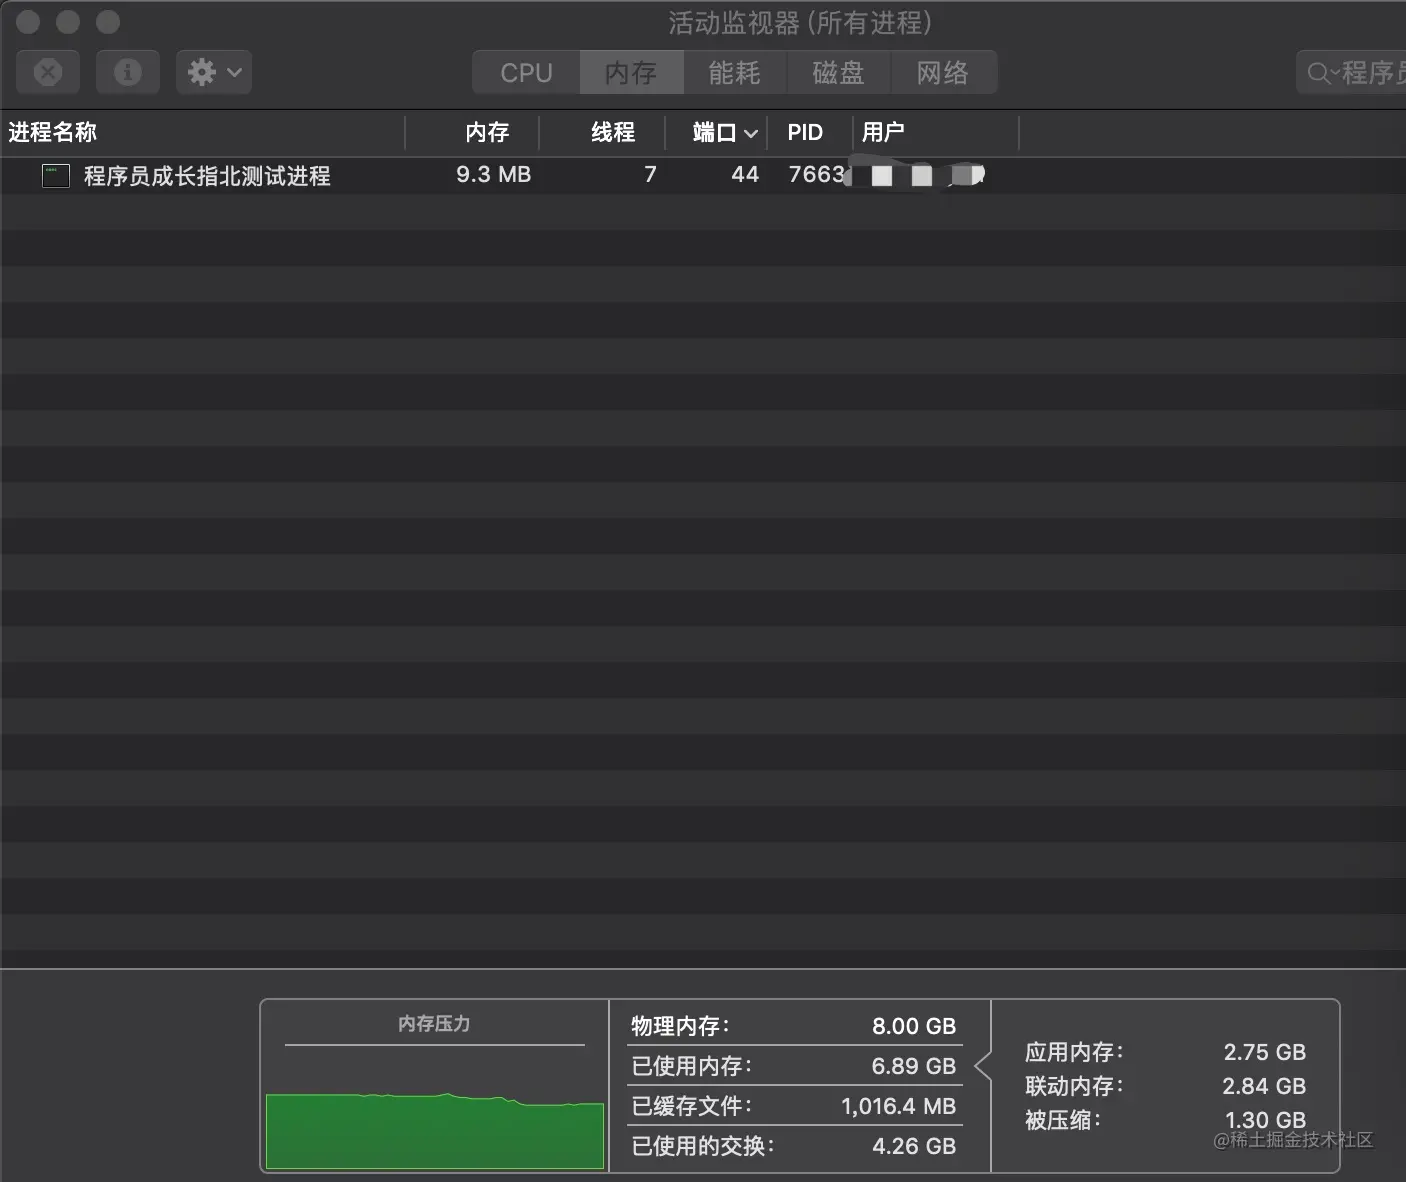 活动监视器 (所有进程)
CPU 内存 能耗 磁盘 网络 程序员
进程名称 内存 线程 端口 PID 用户
程序员成长指北测试进程 9.3 MB 7 44 7663
内存压力
物理内存: 8.00 GB
已使用内存: 6.89 GB
已缓存文件: 1,016.4 MB
已使用的交换: 4.26 GB
应用内存: 2.75 GB
联动内存: 2.84 GB
被压缩: 1.30 GB
@稀土掘金技术社区